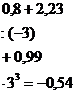 0,8 + 2,23
: (−3)
+ 0,99
· 3³ = −0,54